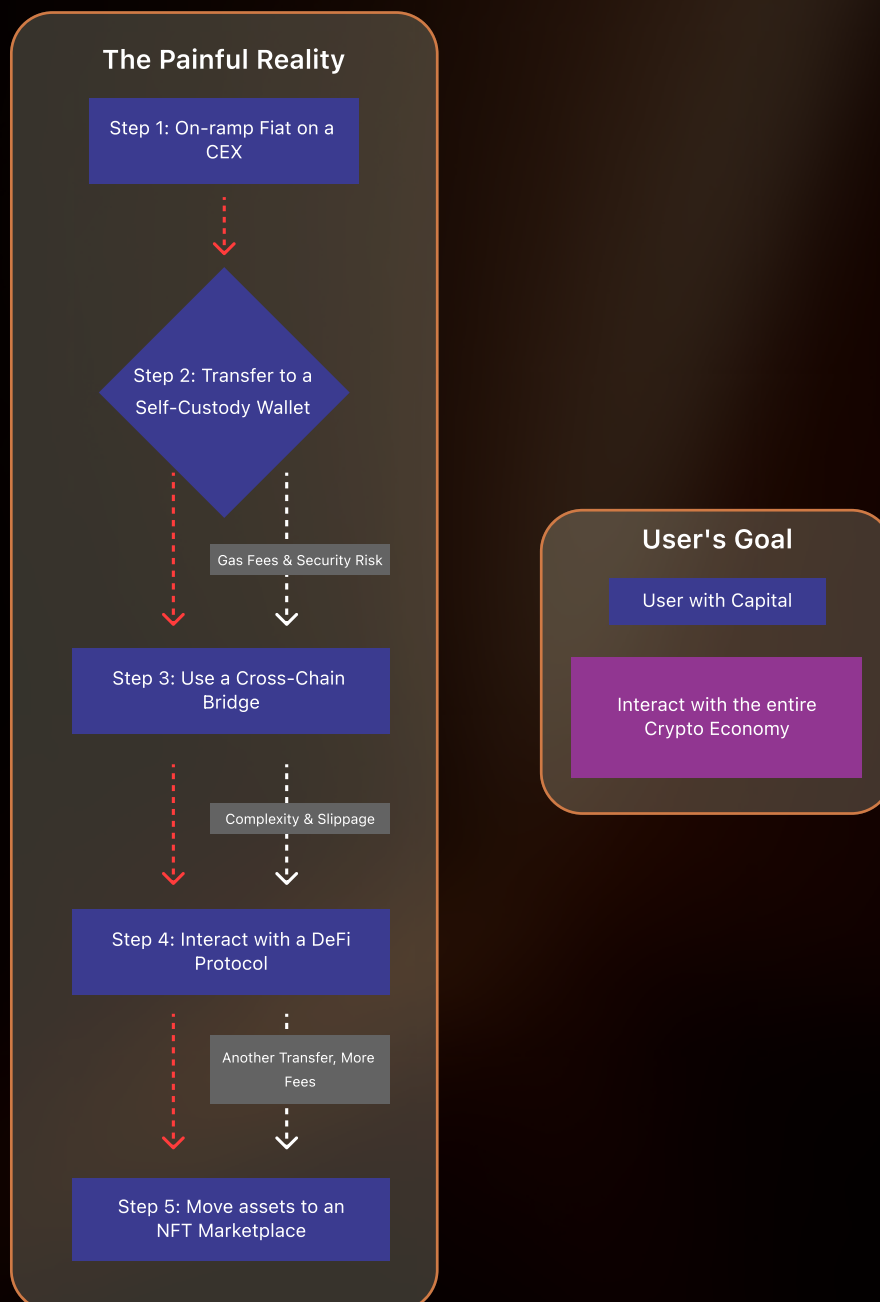 The Painful Reality
Step 1: On-ramp Fiat on a
CEX
Step 2: Transfer to a
Self-Custody Wallet
Gas Fees & Security Risk
Step 3: Use a Cross-Chain
Bridge
Complexity & Slippage
Step 4: Interact with a DeFi
Protocol
Another Transfer, More
Fees
Step 5: Move assets to an
NFT Marketplace
User's Goal
User with Capital
Interact with the entire
Crypto Economy